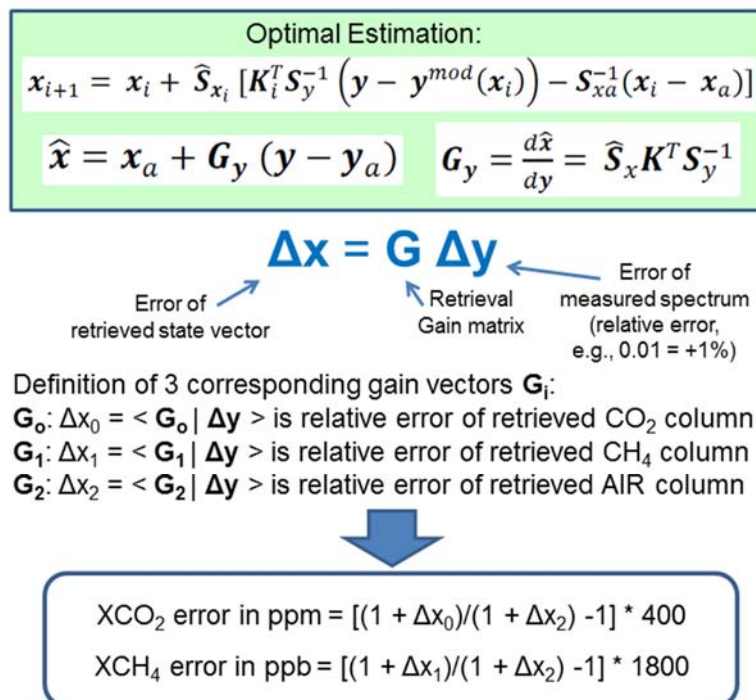 Optimal Estimation:
x_{i+1} = x_i + Ŝ_{x_i} [K_i^T S_y^{-1} (y − y^{mod}(x_i)) − S_{xa}^{-1}(x_i − x_a)]
x̂ = x_a + G_y (y − y_a) G_y = dx̂/dy = Ŝ_x K^T S_y^{-1}
Δx = G Δy
Error of
retrieved state vector
Retrieval
Gain matrix
Error of
measured spectrum
(relative error,
e.g., 0.01 = +1%)
Definition of 3 corresponding gain vectors G_i:
G_o: Δx_0 = < G_o | Δy > is relative error of retrieved CO_2 column
G_1: Δx_1 = < G_1 | Δy > is relative error of retrieved CH_4 column
G_2: Δx_2 = < G_2 | Δy > is relative error of retrieved AIR column
XCO_2 error in ppm = [(1 + Δx_0)/(1 + Δx_2) -1] * 400
XCH_4 error in ppb = [(1 + Δx_1)/(1 + Δx_2) -1] * 1800